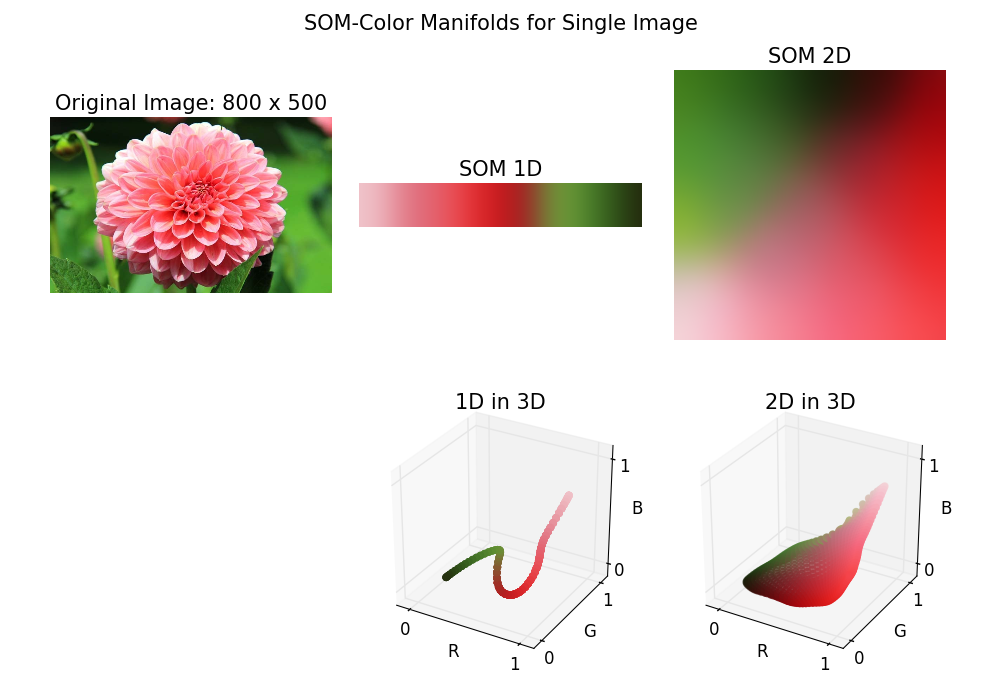 SOM-Color Manifolds for Single Image
Original Image: 800 x 500
SOM 1D
SOM 2D
1D in 3D
1
B
0
1
G
0
R
0
1
2D in 3D
1
B
0
1
G
0
R
0
1